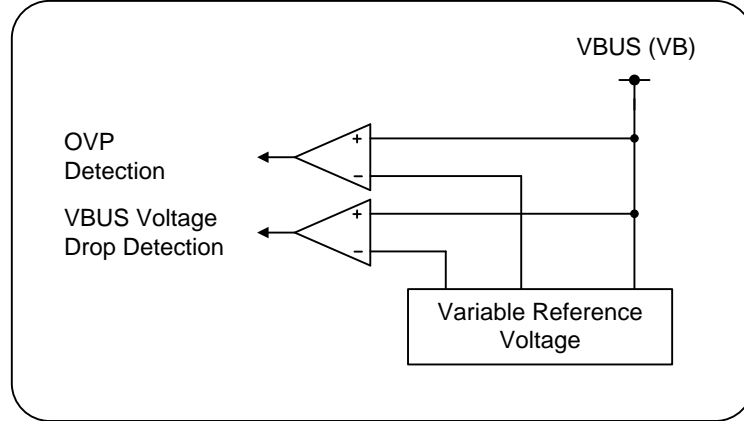 VBUS (VB)
OVP
Detection
+
−
VBUS Voltage
Drop Detection
+
−
Variable Reference
Voltage